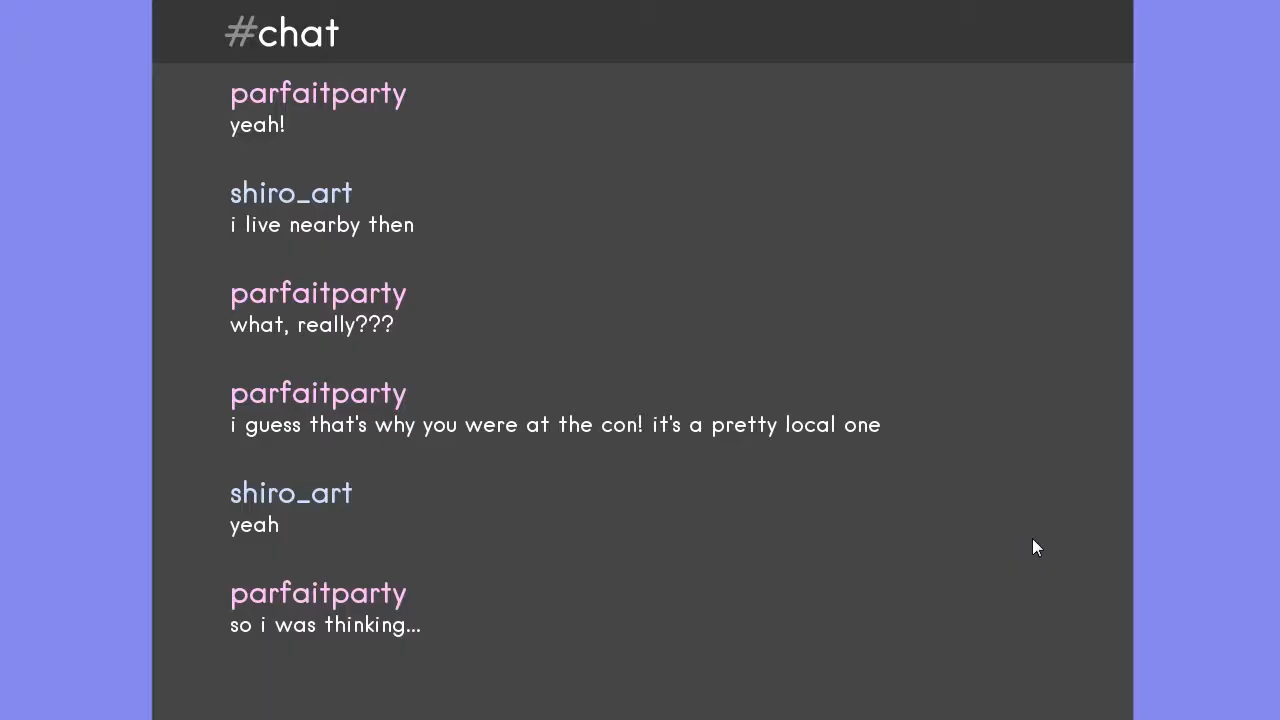 #chat
parfaitparty
yeah!
shiro_art
i live nearby then
parfaitparty
what, really???
parfaitparty
i guess that's why you were at the con! it's a pretty local one
shiro_art
yeah
parfaitparty
so i was thinking...